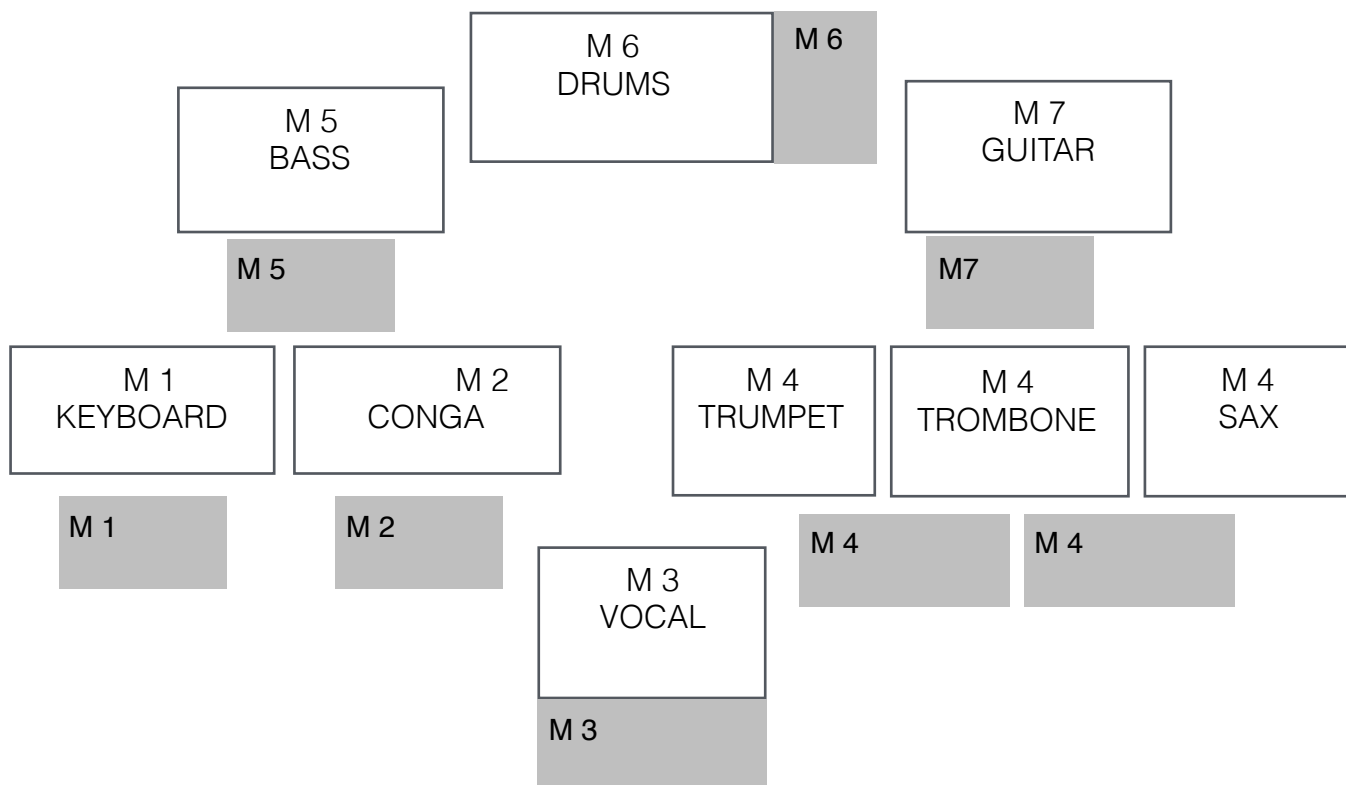 M 6
DRUMS
M 6
M 5
BASS
M 7
GUITAR
M 5
M7
M 1
KEYBOARD
M 2
CONGA
M 4
TRUMPET
M 4
TROMBONE
M 4
SAX
M 1
M 2
M 4
M 4
M 3
VOCAL
M 3